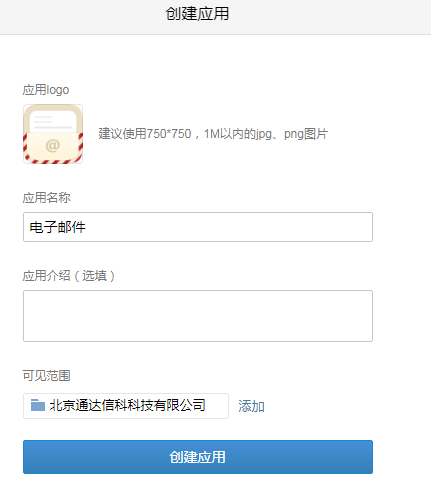 创建应用
应用logo
@
建议使用750*750，1M以内的jpg、png图片
应用名称
电子邮件
应用介绍（选填）
可见范围
北京通达信科科技有限公司 添加
创建应用